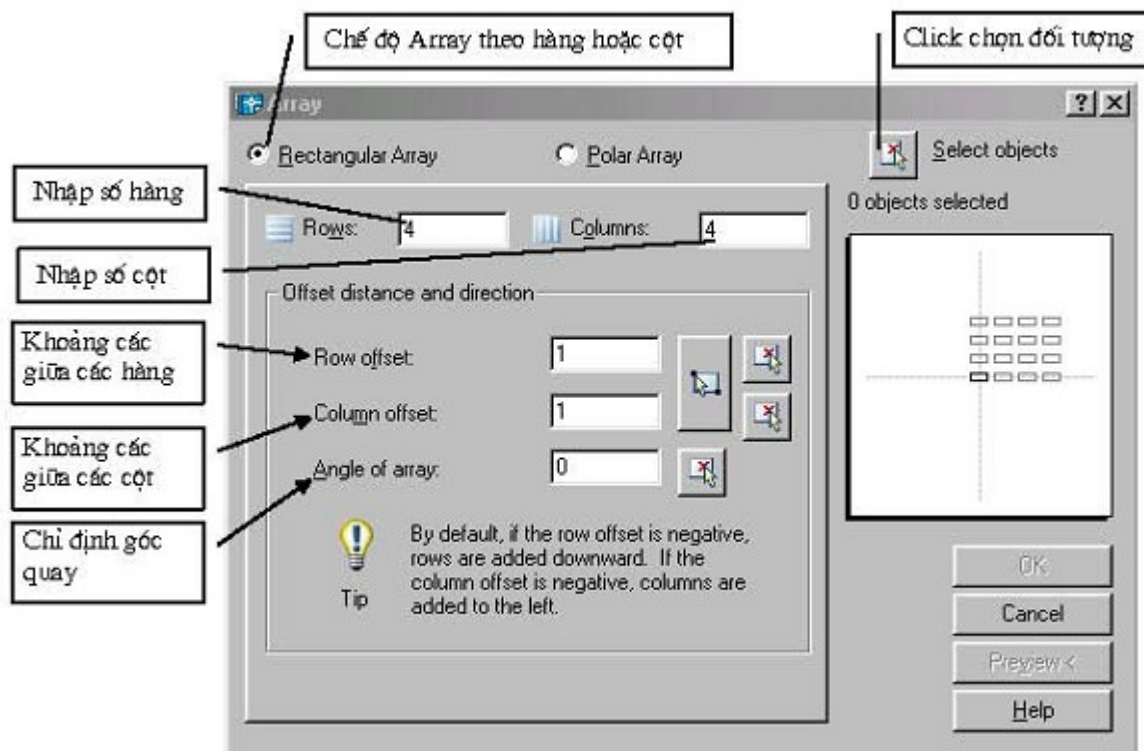 Chế độ Array theo hàng hoặc cột
Click chọn đối tượng
Array
Rectangular Array
Polar Array
Select objects
Nhập số hàng
0 objects selected
Rows:
4
Columns:
4
Nhập số cột
Offset distance and direction
Khoảng các
giữa các hàng
Row offset:
1
Column offset:
1
Khoảng các
giữa các cột
Angle of array:
0
Chỉ định góc
quay
By default, if the row offset is negative,
rows are added downward. If the
column offset is negative, columns are
added to the left.
Tip
OK
Cancel
Preview <
Help